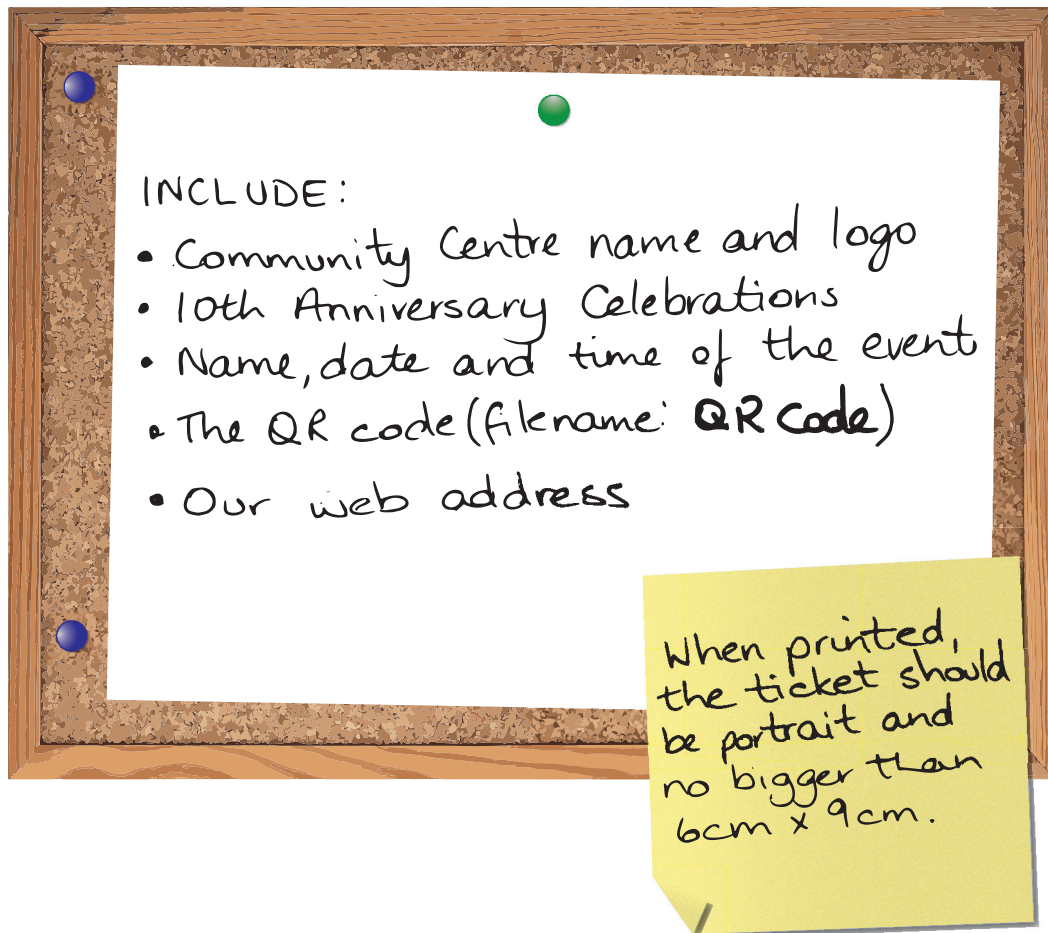 INCLUDE:
• Community Centre name and logo
• 10th Anniversary Celebrations
• Name, date and time of the event
• The QR code (filename: QR code)
• Our web address
When printed,
the ticket should
be portrait and
no bigger than
6cm x 9cm.